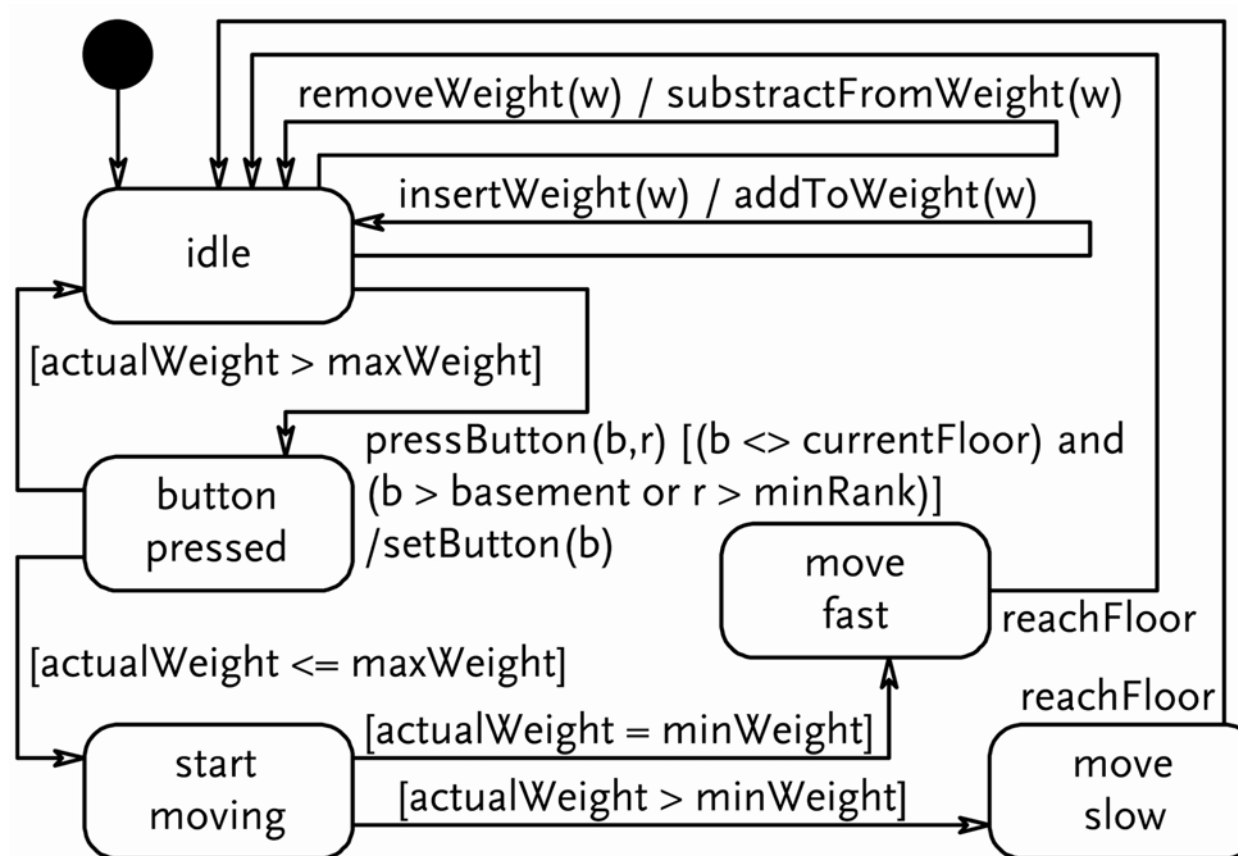 removeWeight(w) / substractFromWeight(w)
insertWeight(w) / addToWeight(w)
idle
[actualWeight > maxWeight]
pressButton(b,r) [(b <> currentFloor) and
(b > basement or r > minRank)]
/setButton(b)
button
pressed
move
fast
reachFloor
[actualWeight <= maxWeight]
reachFloor
[actualWeight = minWeight]
start
moving
[actualWeight > minWeight]
move
slow